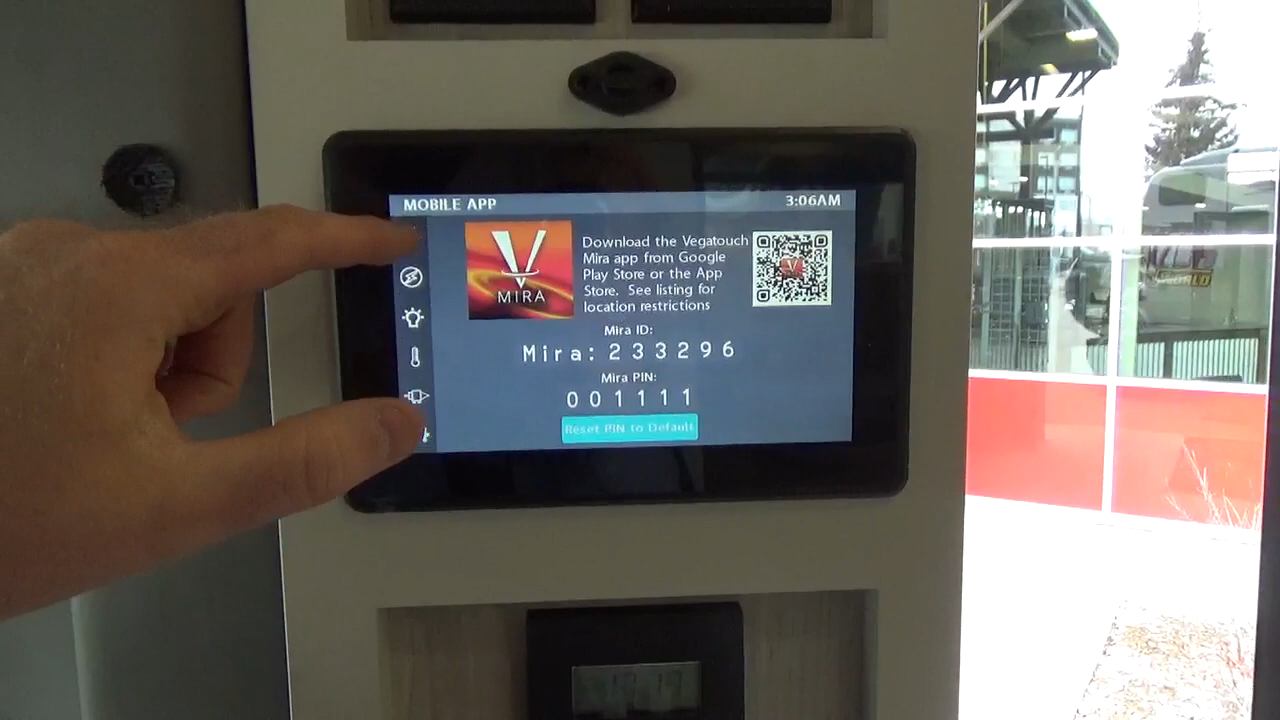 MOBILE APP
3:06AM
MIRA
Download the Vegatouch
Mira app from Google
Play Store or the App
Store. See listing for
location restrictions
Mira ID:
Mira: 233296
Mira PIN:
001111
Reset PIN to Default